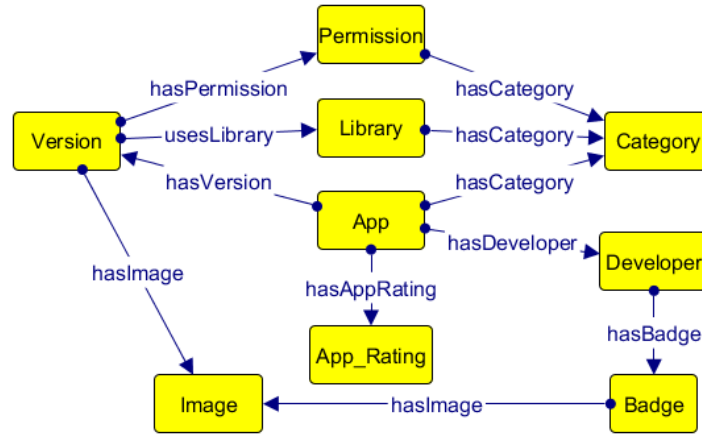 Permission
hasPermission
hasCategory
Version
usesLibrary
Library
hasCategory
Category
hasVersion
hasCategory
App
hasDeveloper
Developer
hasImage
hasAppRating
hasBadge
App_Rating
Image
hasImage
Badge